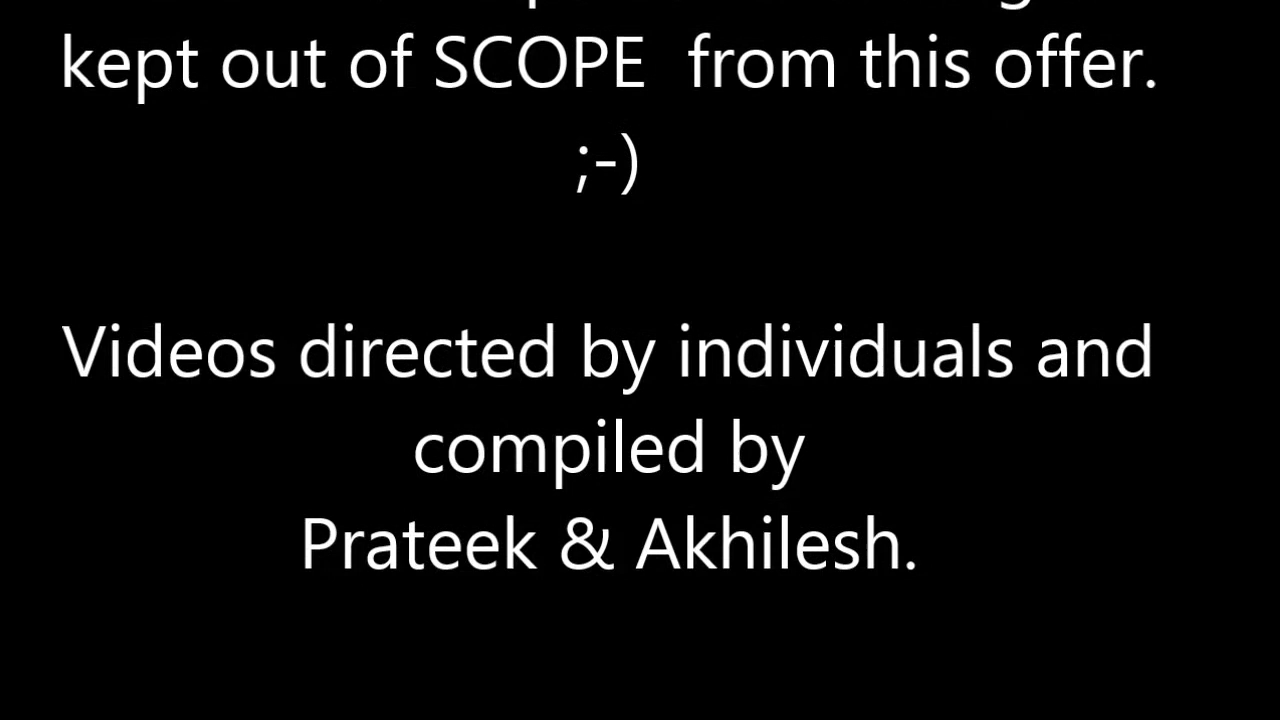 kept out of SCOPE  from this offer.
;-)
Videos directed by individuals and
compiled by
Prateek & Akhilesh.